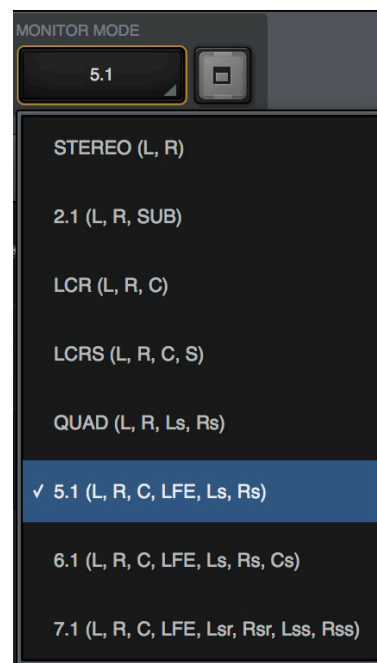 MONITOR MODE
5.1
STEREO (L, R)
2.1 (L, R, SUB)
LCR (L, R, C)
LCRS (L, R, C, S)
QUAD (L, R, Ls, Rs)
✓ 5.1 (L, R, C, LFE, Ls, Rs)
6.1 (L, R, C, LFE, Ls, Rs, Cs)
7.1 (L, R, C, LFE, Lsr, Rsr, Lss, Rss)